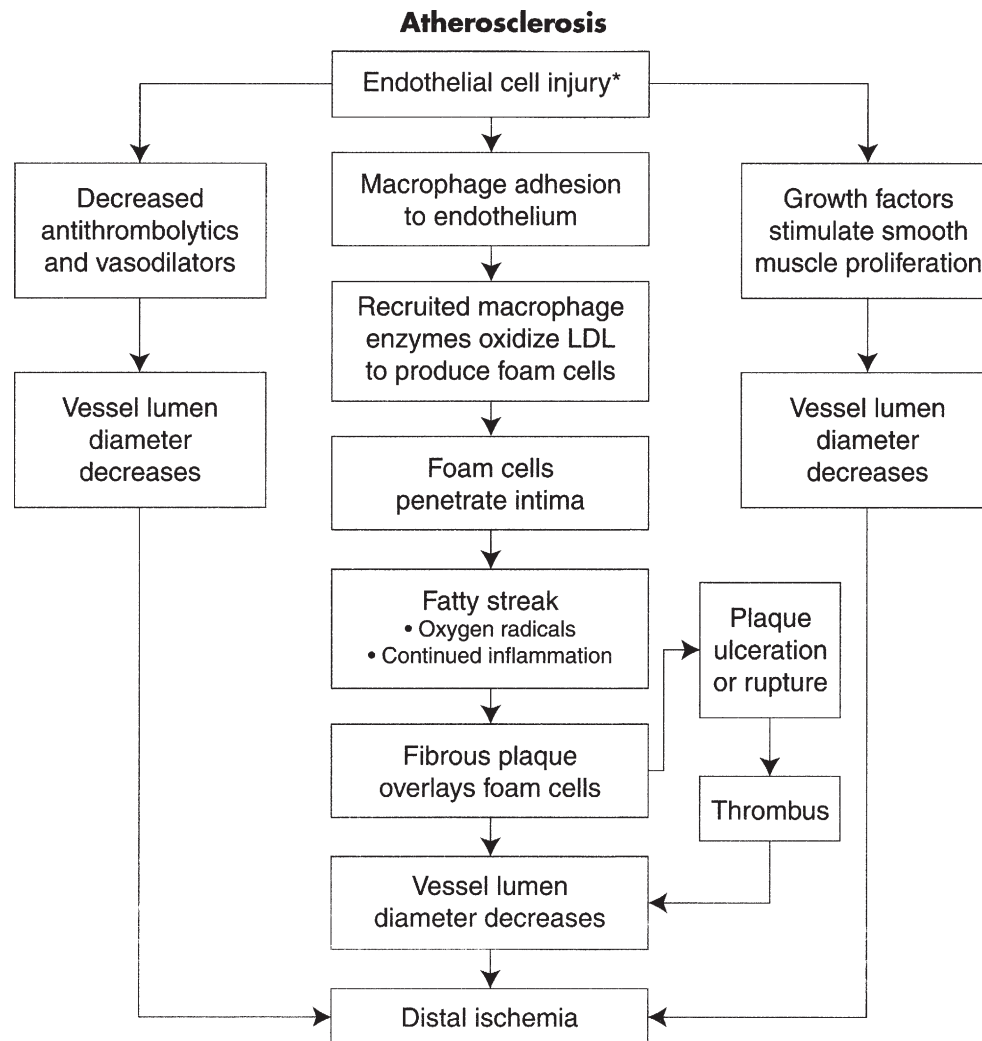 Atherosclerosis
Endothelial cell injury*
Decreased
antithrombolytics
and vasodilators
Vessel lumen
diameter
decreases
Macrophage adhesion
to endothelium
Recruited macrophage
enzymes oxidize LDL
to produce foam cells
Foam cells
penetrate intima
Fatty streak
• Oxygen radicals
• Continued inflammation
Fibrous plaque
overlays foam cells
Plaque
ulceration
or rupture
Thrombus
Vessel lumen
diameter decreases
Growth factors
stimulate smooth
muscle proliferation
Vessel lumen
diameter
decreases
Distal ischemia